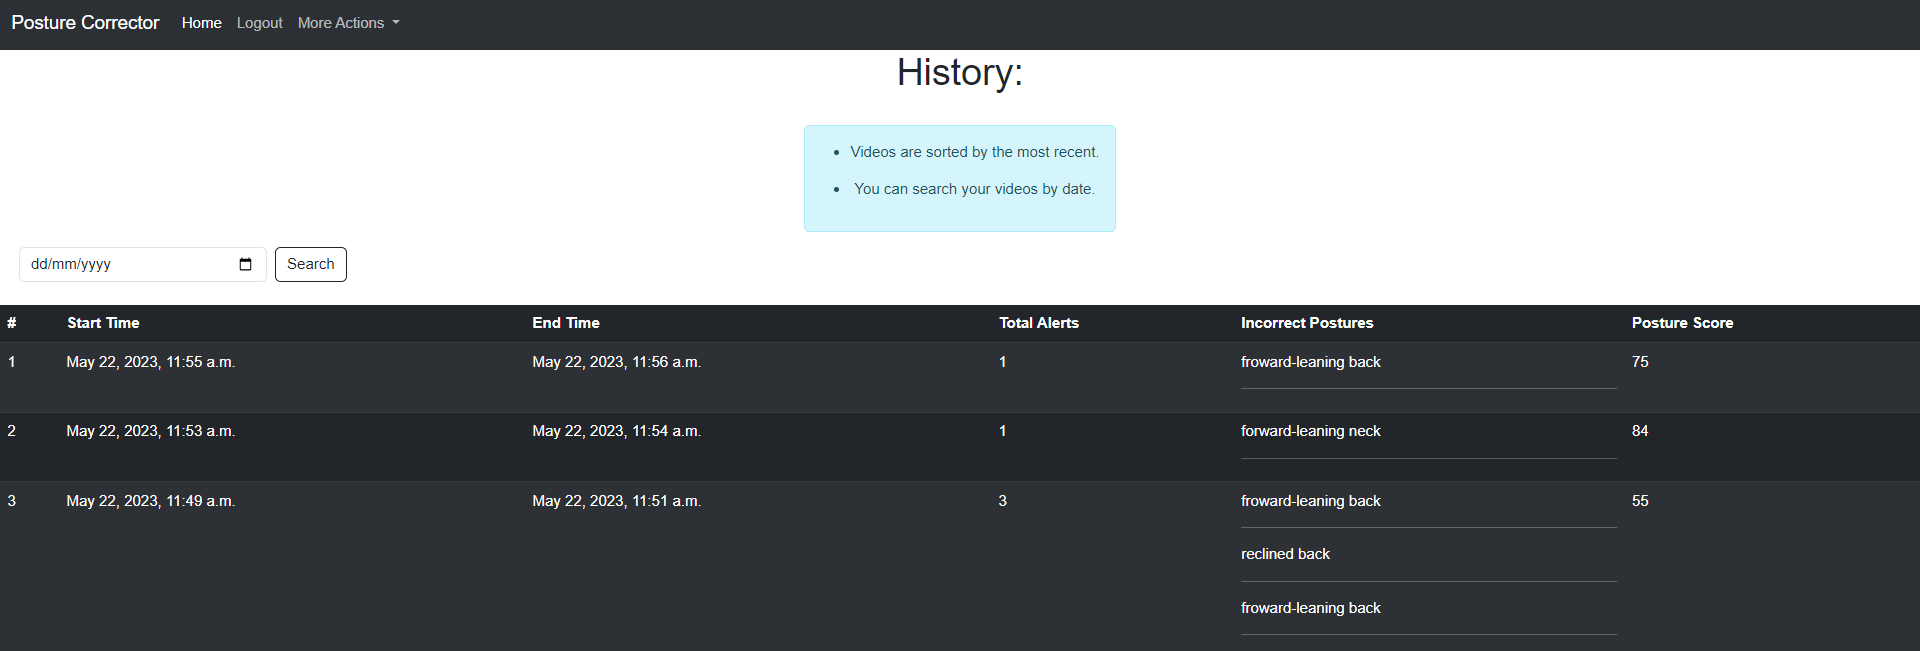 Posture Corrector Home Logout More Actions
History:
Videos are sorted by the most recent.
You can search your videos by date.
dd/mm/yyyy Search
# Start Time End Time Total Alerts Incorrect Postures Posture Score
1 May 22, 2023, 11:55 a.m. May 22, 2023, 11:56 a.m. 1 froward-leaning back 75
2 May 22, 2023, 11:53 a.m. May 22, 2023, 11:54 a.m. 1 forward-leaning neck 84
3 May 22, 2023, 11:49 a.m. May 22, 2023, 11:51 a.m. 3 froward-leaning back 55
reclined back
froward-leaning back